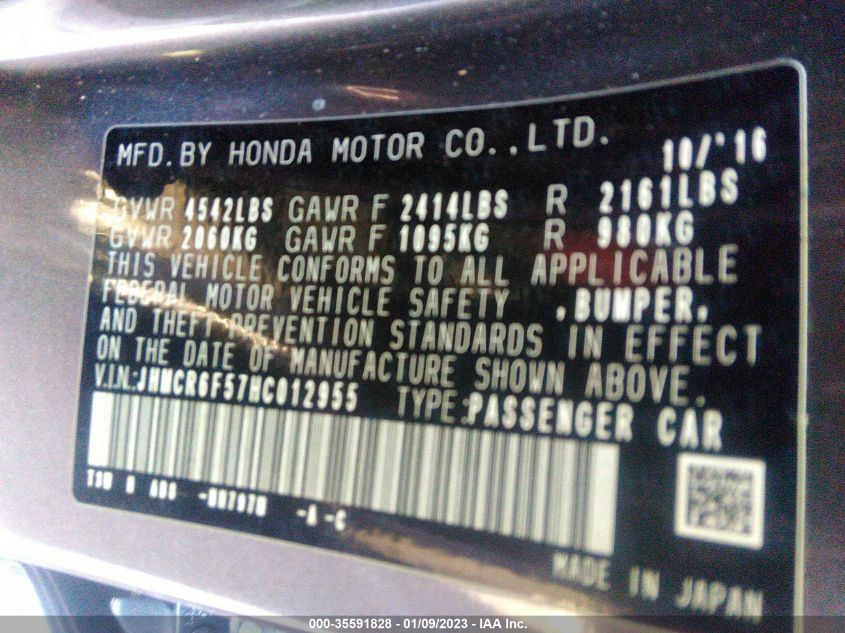 MFD. BY HONDA MOTOR CO., LTD. 10/'16
GVWR 4542LBS GAWR F 2414LBS R 2161LBS
GVWR 2060KG GAWR F 1095KG R 980KG
THIS VEHICLE CONFORMS TO ALL APPLICABLE
FEDERAL MOTOR VEHICLE SAFETY , BUMPER,
AND THEFT PREVENTION STANDARDS IN EFFECT
ON THE DATE OF MANUFACTURE SHOWN ABOVE.
V.I.N.:JHMCR6F57HC012955 TYPE:PASSENGER CAR
-A -C
MADE IN JAPAN
000-35591828 - 01/09/2023 - IAA Inc.